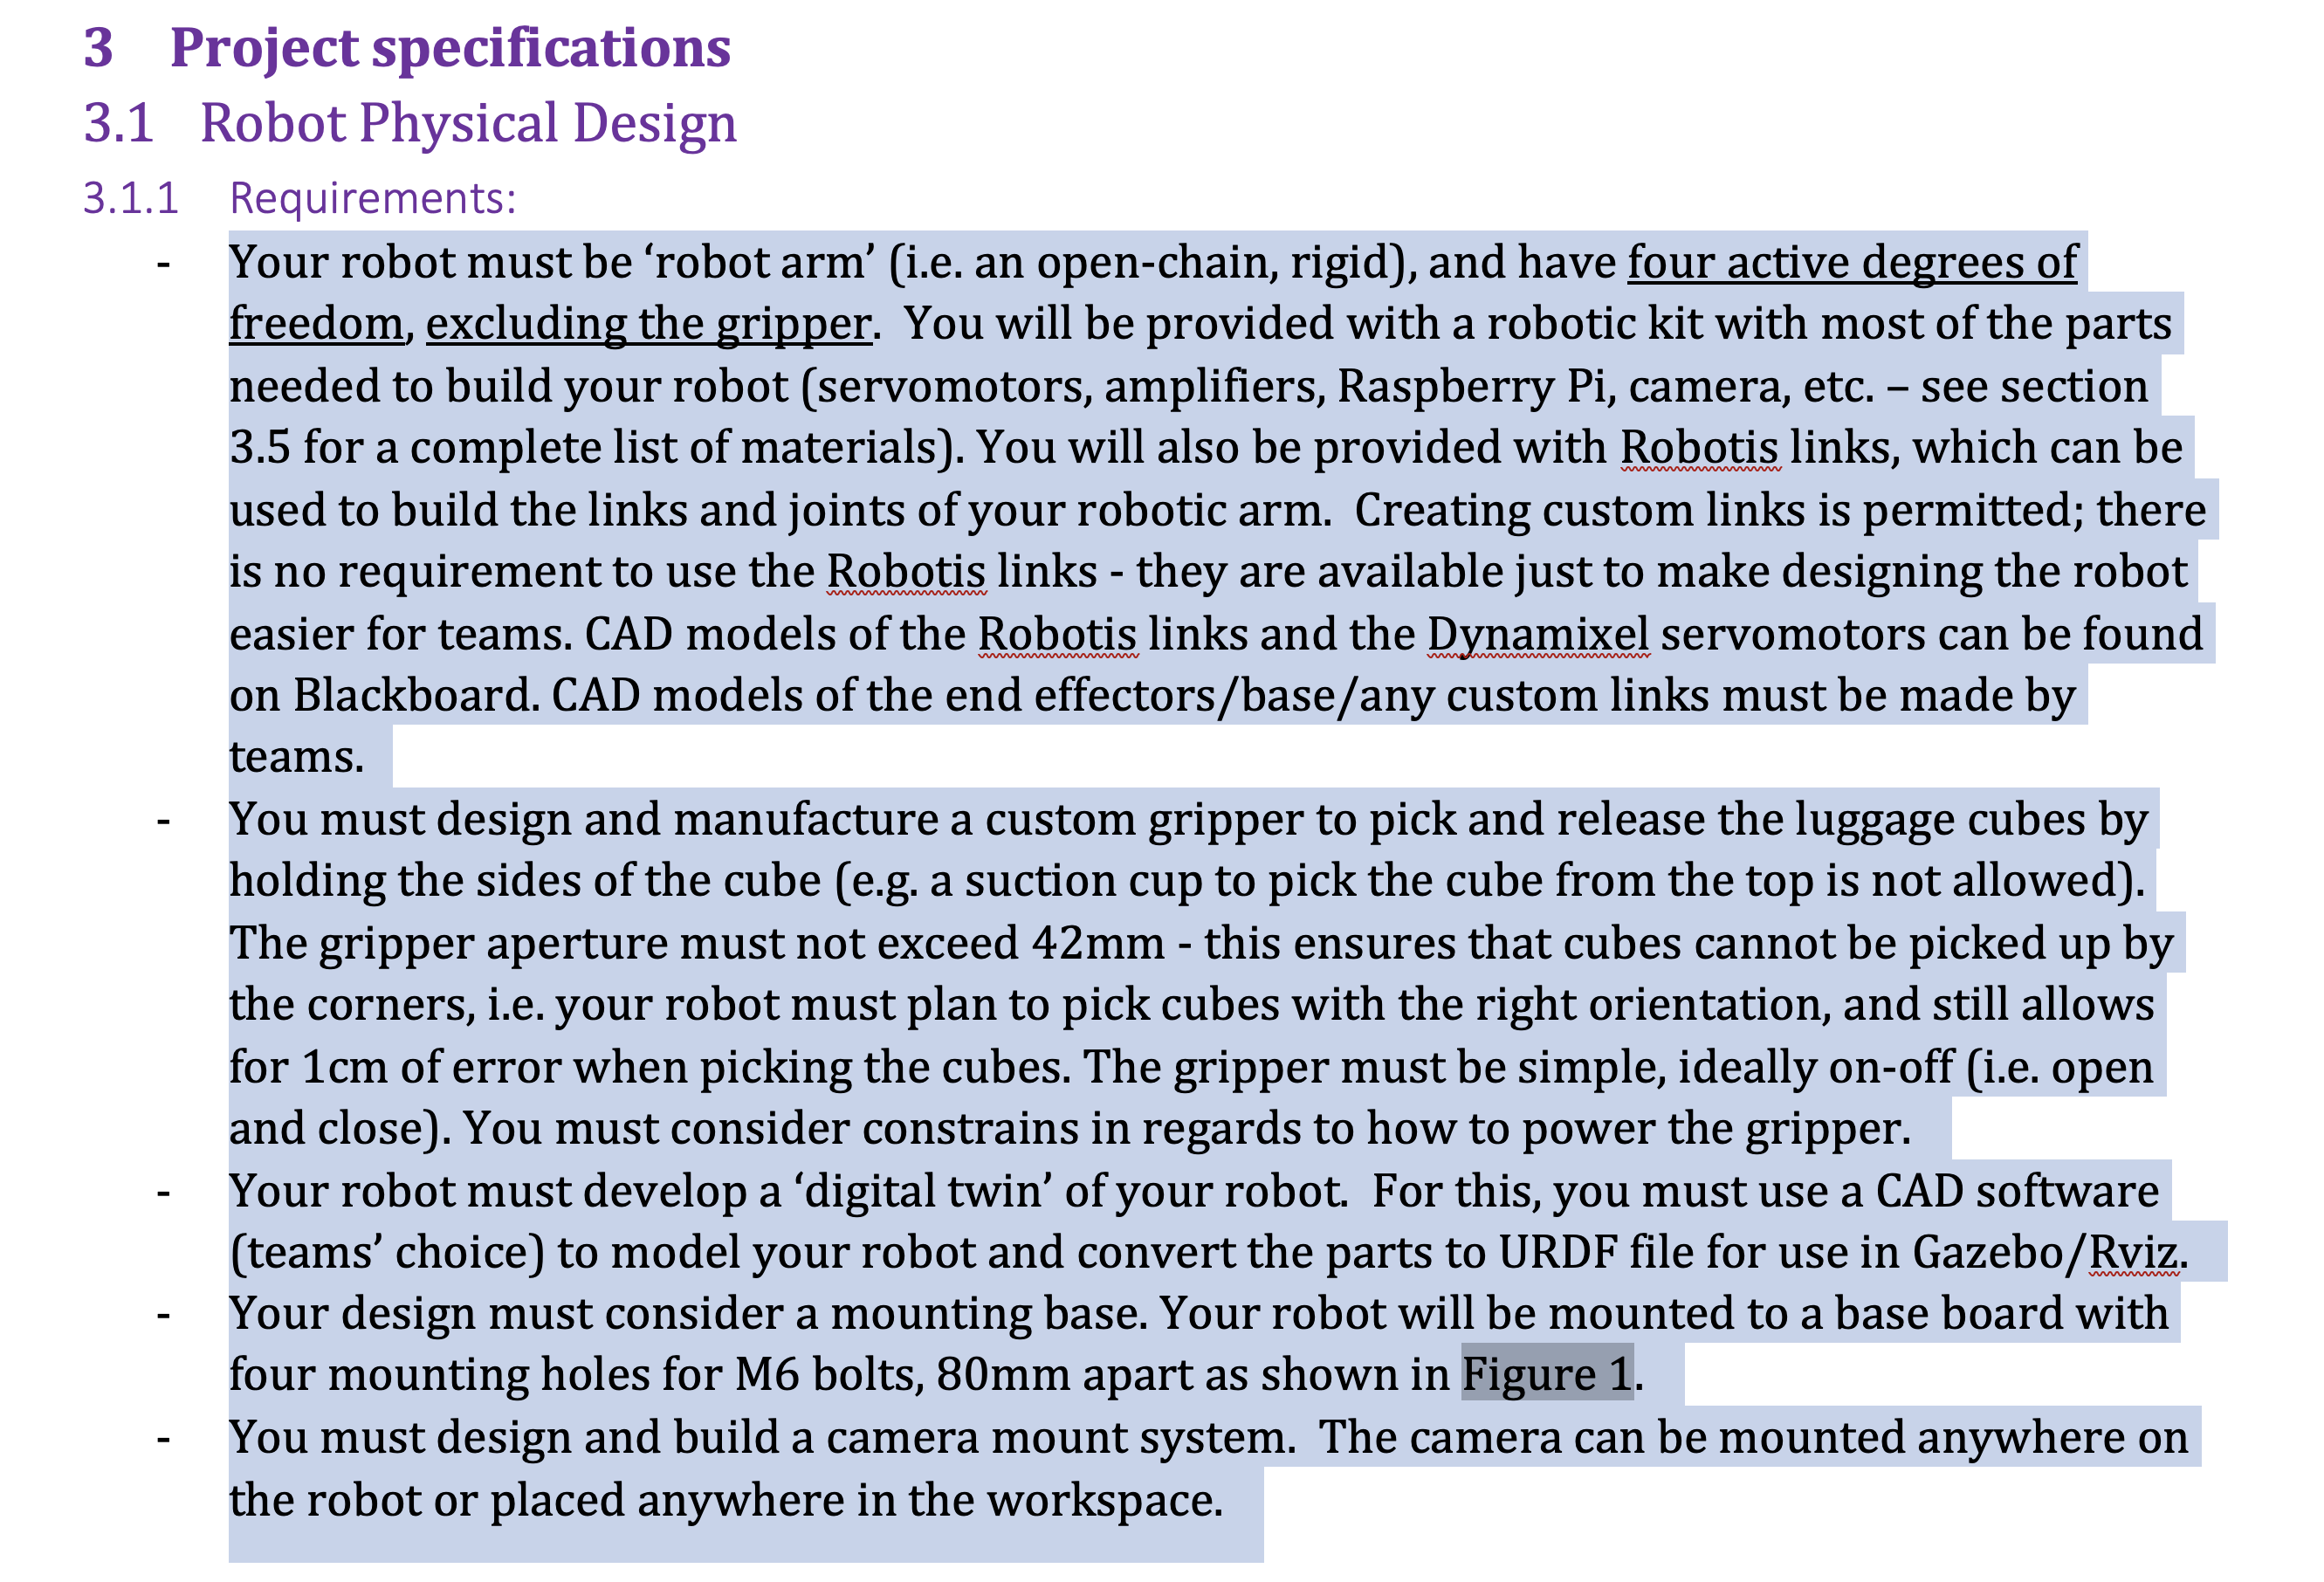 3 Project specifications
3.1 Robot Physical Design
3.1.1 Requirements:
- Your robot must be ‘robot arm’ (i.e. an open-chain, rigid), and have four active degrees of
freedom, excluding the gripper. You will be provided with a robotic kit with most of the parts
needed to build your robot (servomotors, amplifiers, Raspberry Pi, camera, etc. – see section
3.5 for a complete list of materials). You will also be provided with Robotis links, which can be
used to build the links and joints of your robotic arm. Creating custom links is permitted; there
is no requirement to use the Robotis links - they are available just to make designing the robot
easier for teams. CAD models of the Robotis links and the Dynamixel servomotors can be found
on Blackboard. CAD models of the end effectors/base/any custom links must be made by
teams.
- You must design and manufacture a custom gripper to pick and release the luggage cubes by
holding the sides of the cube (e.g. a suction cup to pick the cube from the top is not allowed).
The gripper aperture must not exceed 42mm - this ensures that cubes cannot be picked up by
the corners, i.e. your robot must plan to pick cubes with the right orientation, and still allows
for 1cm of error when picking the cubes. The gripper must be simple, ideally on-off (i.e. open
and close). You must consider constrains in regards to how to power the gripper.
- Your robot must develop a ‘digital twin’ of your robot. For this, you must use a CAD software
(teams’ choice) to model your robot and convert the parts to URDF file for use in Gazebo/Rviz.
- Your design must consider a mounting base. Your robot will be mounted to a base board with
four mounting holes for M6 bolts, 80mm apart as shown in Figure 1.
- You must design and build a camera mount system. The camera can be mounted anywhere on
the robot or placed anywhere in the workspace.